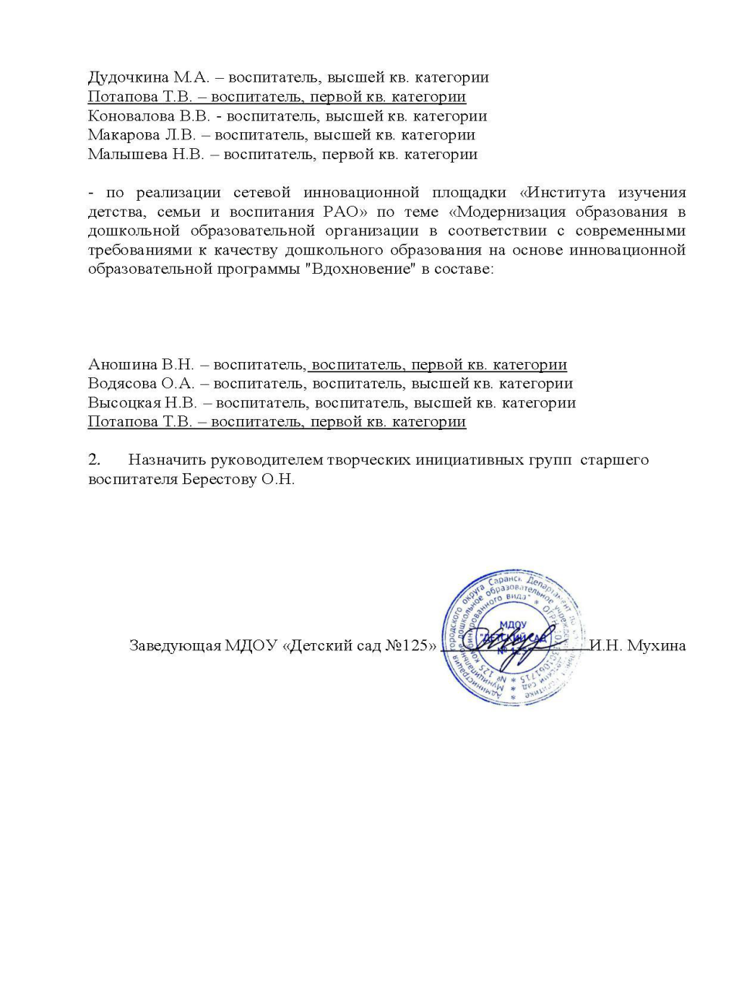 Дудочкина М.А. – воспитатель, высшей кв. категории
Потапова Т.В. – воспитатель, первой кв. категории
Коновалова В.В. - воспитатель, высшей кв. категории
Макарова Л.В. – воспитатель, высшей кв. категории
Малышева Н.В. – воспитатель, первой кв. категории
- по реализации сетевой инновационной площадки «Института изучения
детства, семьи и воспитания РАО» по теме «Модернизация образования в
дошкольной образовательной организации в соответствии с современными
требованиями к качеству дошкольного образования на основе инновационной
образовательной программы "Вдохновение" в составе:
Аношина В.Н. – воспитатель, воспитатель, первой кв. категории
Водясова О.А. – воспитатель, воспитатель, высшей кв. категории
Высоцкая Н.В. – воспитатель, воспитатель, высшей кв. категории
Потапова Т.В. – воспитатель, первой кв. категории
2. Назначить руководителем творческих инициативных групп старшего
воспитателя Берестову О.Н.
Заведующая МДОУ «Детский сад №125» И.Н. Мухина
Администрация городского округа Саранск Департамент по
Муниципальное дошкольное образовательное учреждение детский сад
№ 125 комбинированного вида" * ОГРН
МДОУ
"ДЕТСКИЙ САД
№ 125"